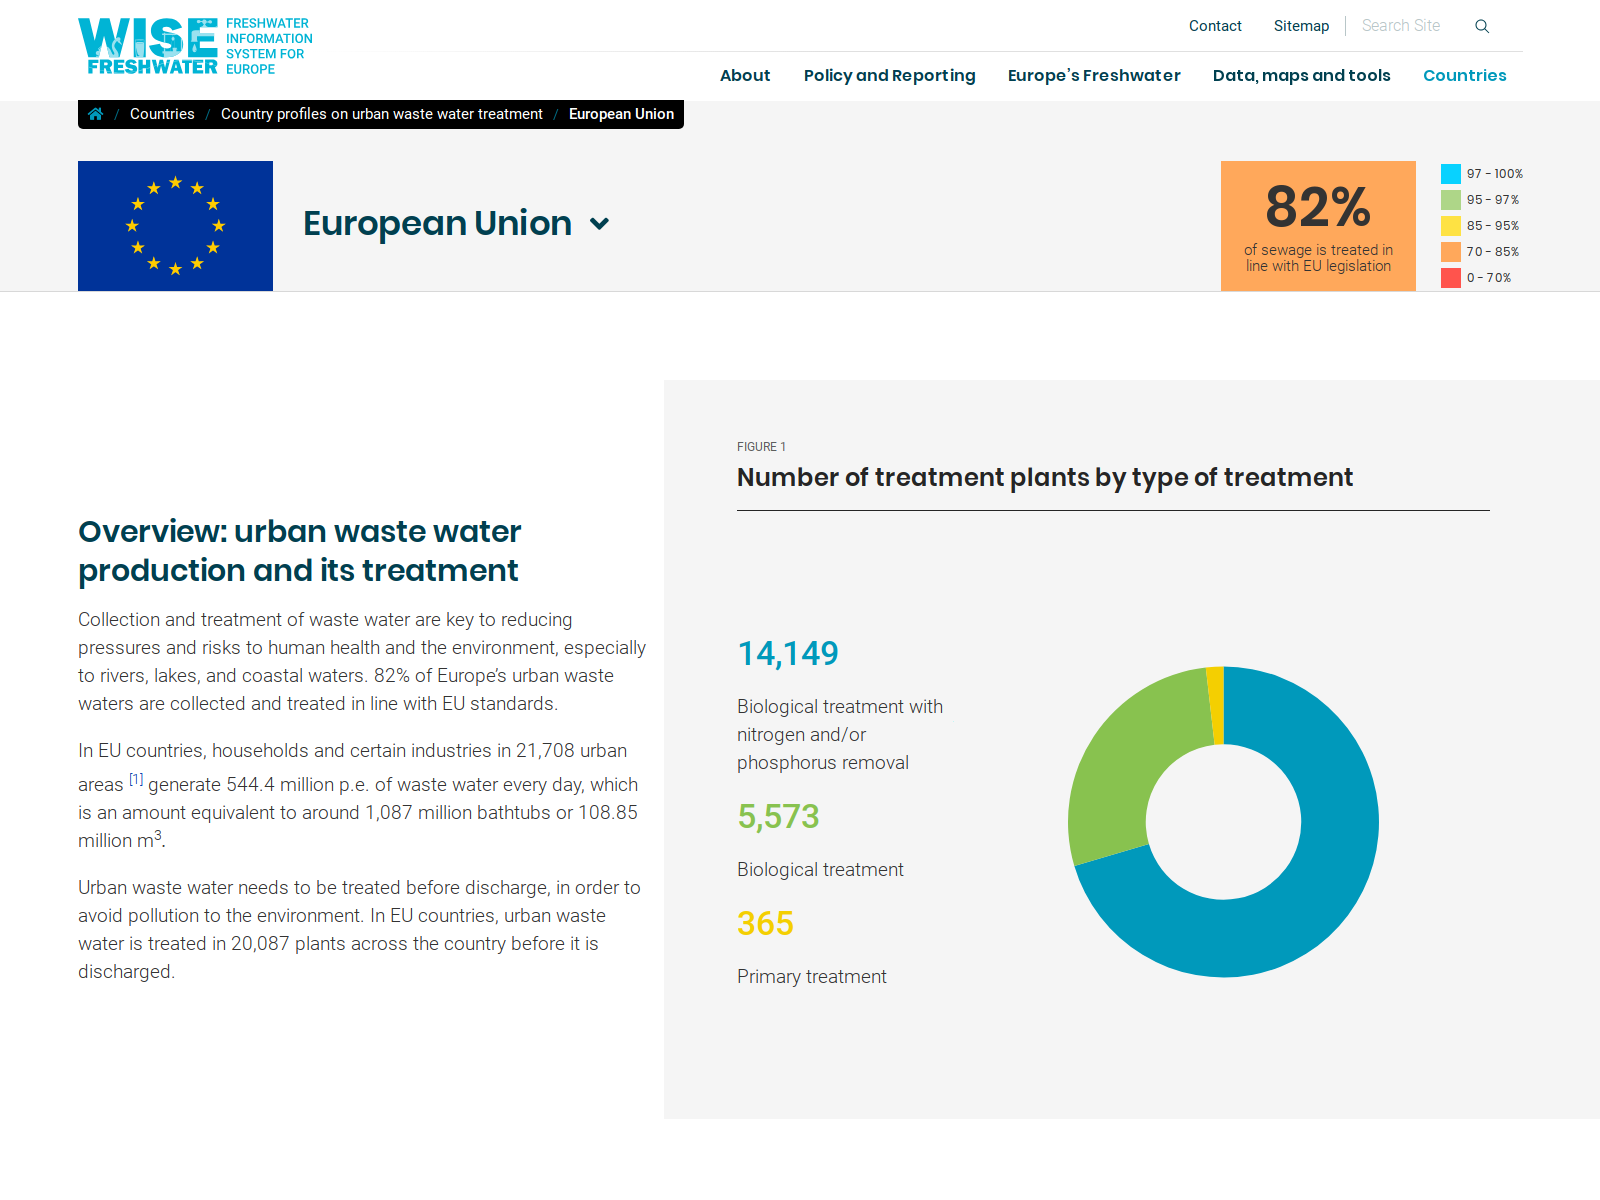 WISE
FRESHWATER
FRESHWATER
INFORMATION
SYSTEM FOR
EUROPE
Contact
Sitemap
Search Site
About
Policy and Reporting
Europe's Freshwater
Data, maps and tools
Countries
/ Countries / Country profiles on urban waste water treatment / European Union
European Union
82%
of sewage is treated in
line with EU legislation
97 - 100%
95 - 97%
85 - 95%
70 - 85%
0 - 70%
Overview: urban waste water
production and its treatment
Collection and treatment of waste water are key to reducing
pressures and risks to human health and the environment, especially
to rivers, lakes, and coastal waters. 82% of Europe’s urban waste
waters are collected and treated in line with EU standards.
In EU countries, households and certain industries in 21,708 urban
areas [1] generate 544.4 million p.e. of waste water every day, which
is an amount equivalent to around 1,087 million bathtubs or 108.85
million m3.
Urban waste water needs to be treated before discharge, in order to
avoid pollution to the environment. In EU countries, urban waste
water is treated in 20,087 plants across the country before it is
discharged.
FIGURE 1
Number of treatment plants by type of treatment
14,149
Biological treatment with
nitrogen and/or
phosphorus removal
5,573
Biological treatment
365
Primary treatment